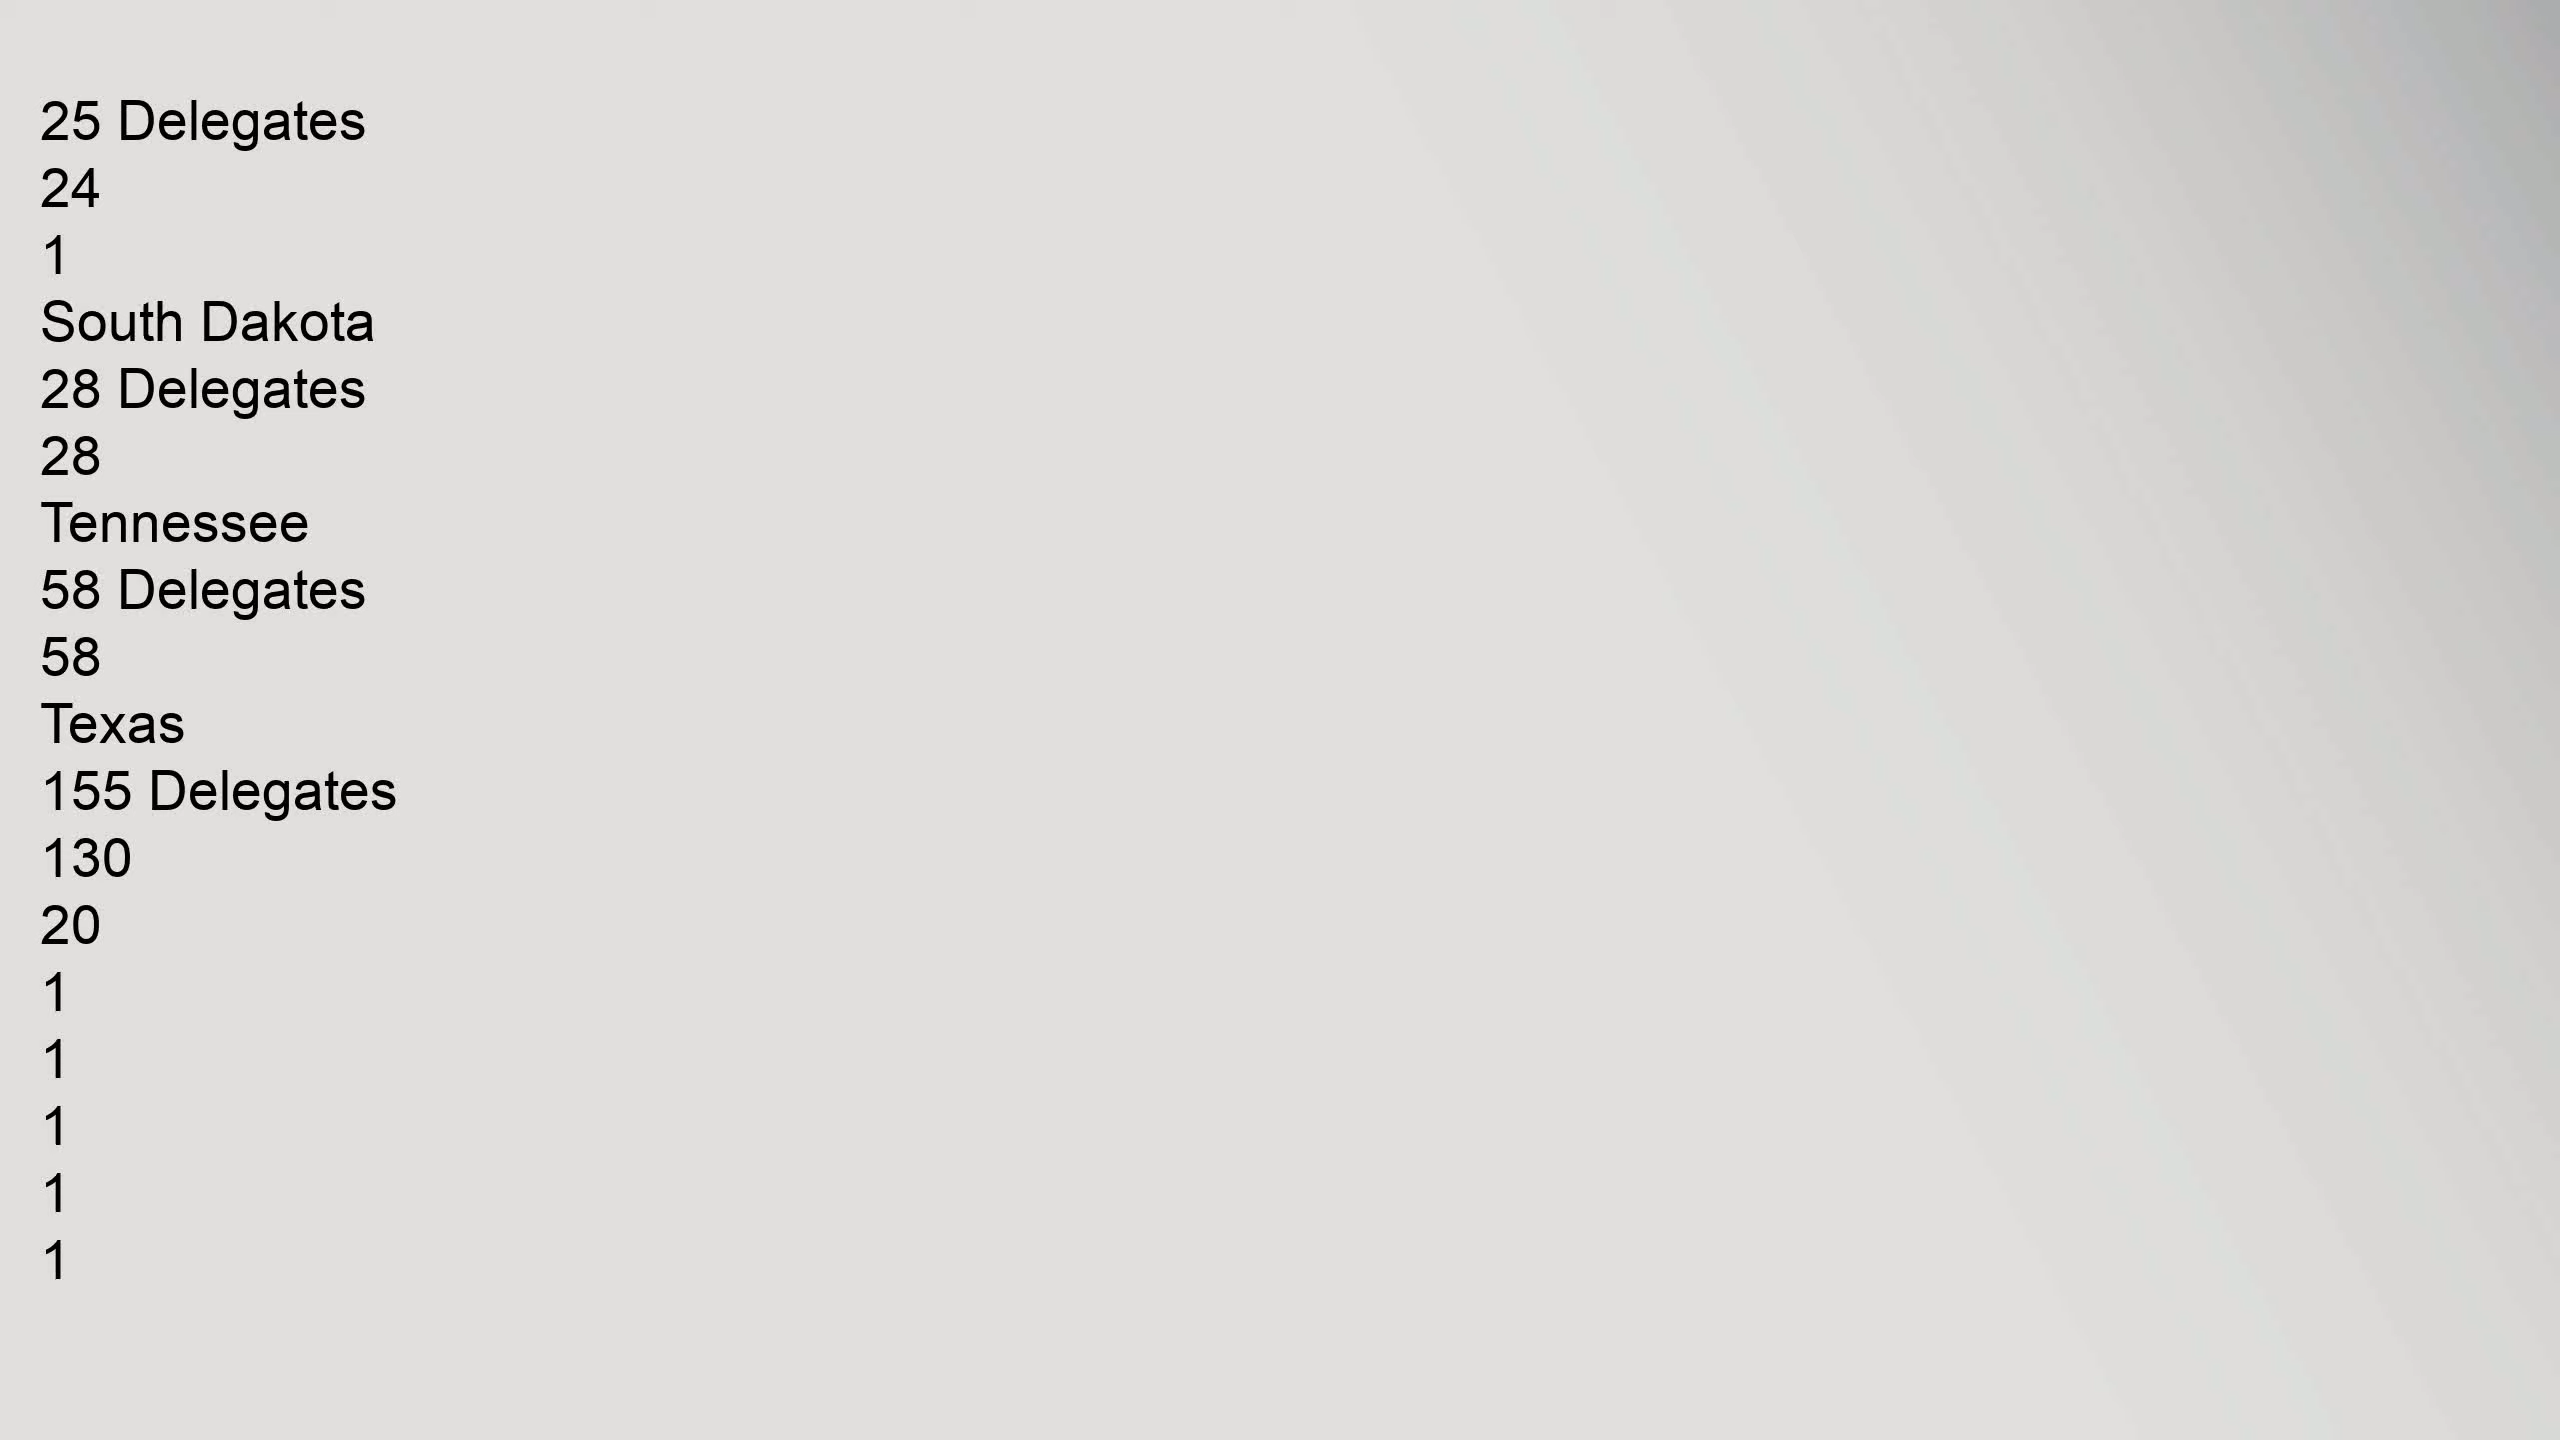 25 Delegates
24
1
South Dakota
28 Delegates
28
Tennessee
58 Delegates
58
Texas
155 Delegates
130
20
1
1
1
1
1